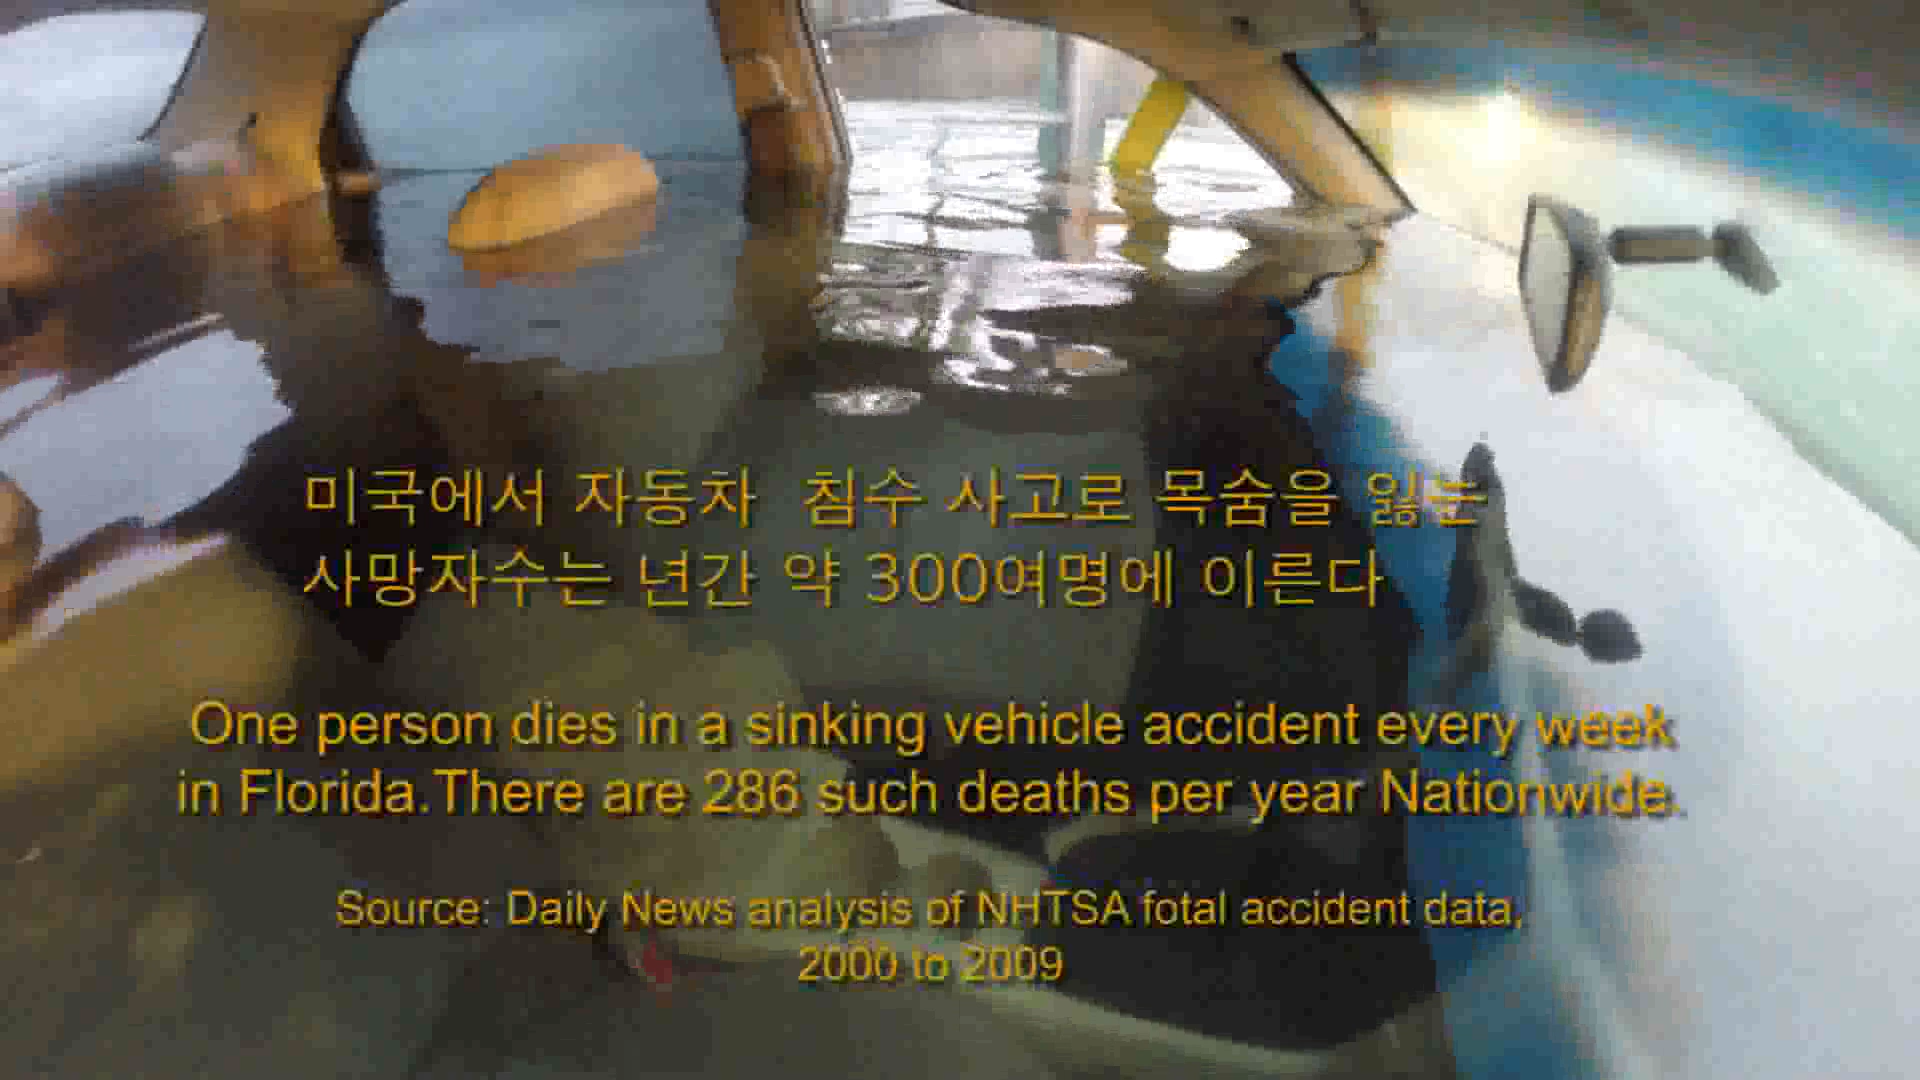 미국에서 자동차 침수 사고로 목숨을 잃는
사망자수는 년간 약 300여명에 이른다
One person dies in a sinking vehicle accident every week
in Florida.There are 286 such deaths per year Nationwide.
Source: Daily News analysis of NHTSA fotal accident data,
2000 to 2009